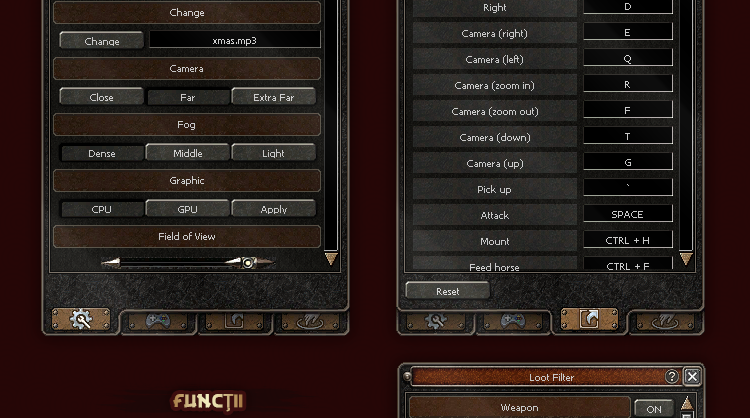 Change
Change xmas.mp3
Camera
Close Far Extra Far
Fog
Dense Middle Light
Graphic
CPU GPU Apply
Field of View
Right D
Camera (right) E
Camera (left) Q
Camera (zoom in) R
Camera (zoom out) F
Camera (down) T
Camera (up) G
Pick up `
Attack SPACE
Mount CTRL + H
Feed horse CTRL + F
Reset
FUNCȚII
Loot Filter ?
Weapon ON